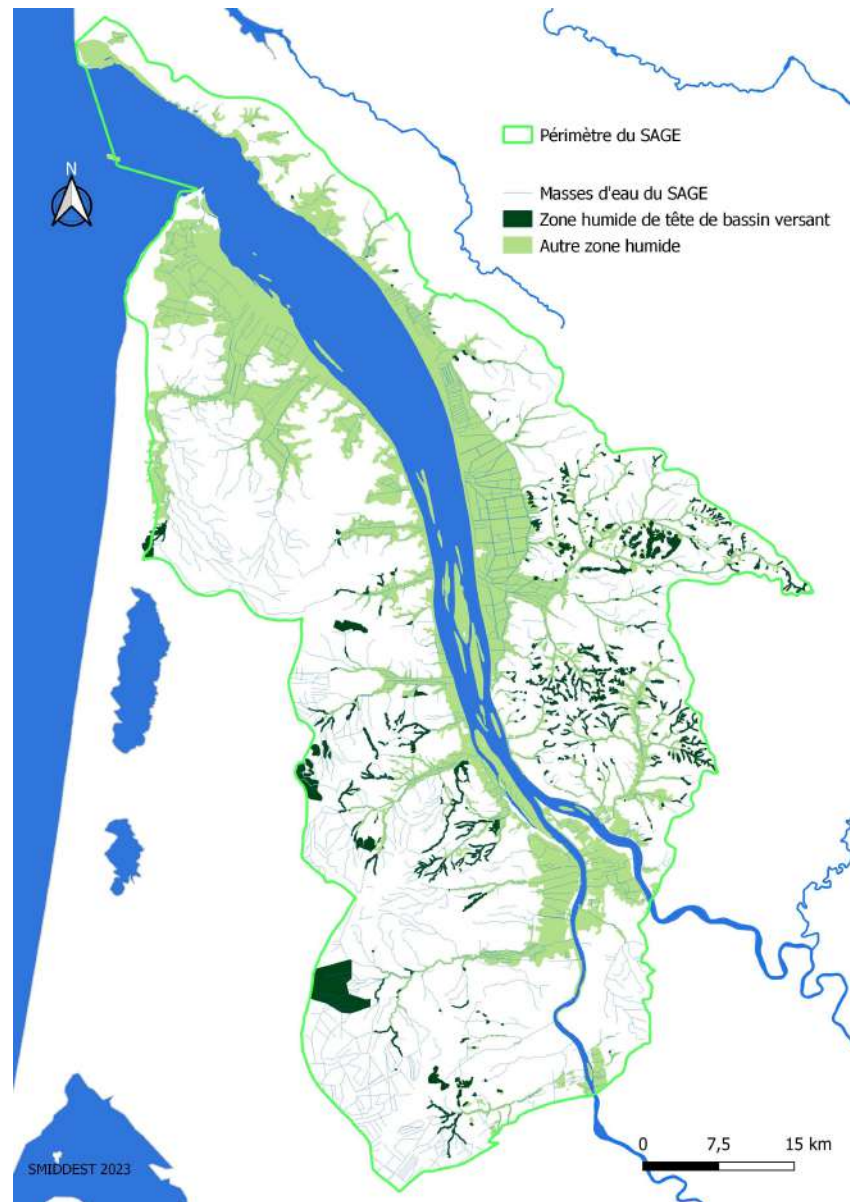 Périmètre du SAGE
N
Masses d'eau du SAGE
Zone humide de tête de bassin versant
Autre zone humide
0 7,5 15 km
SMIDDEST 2023